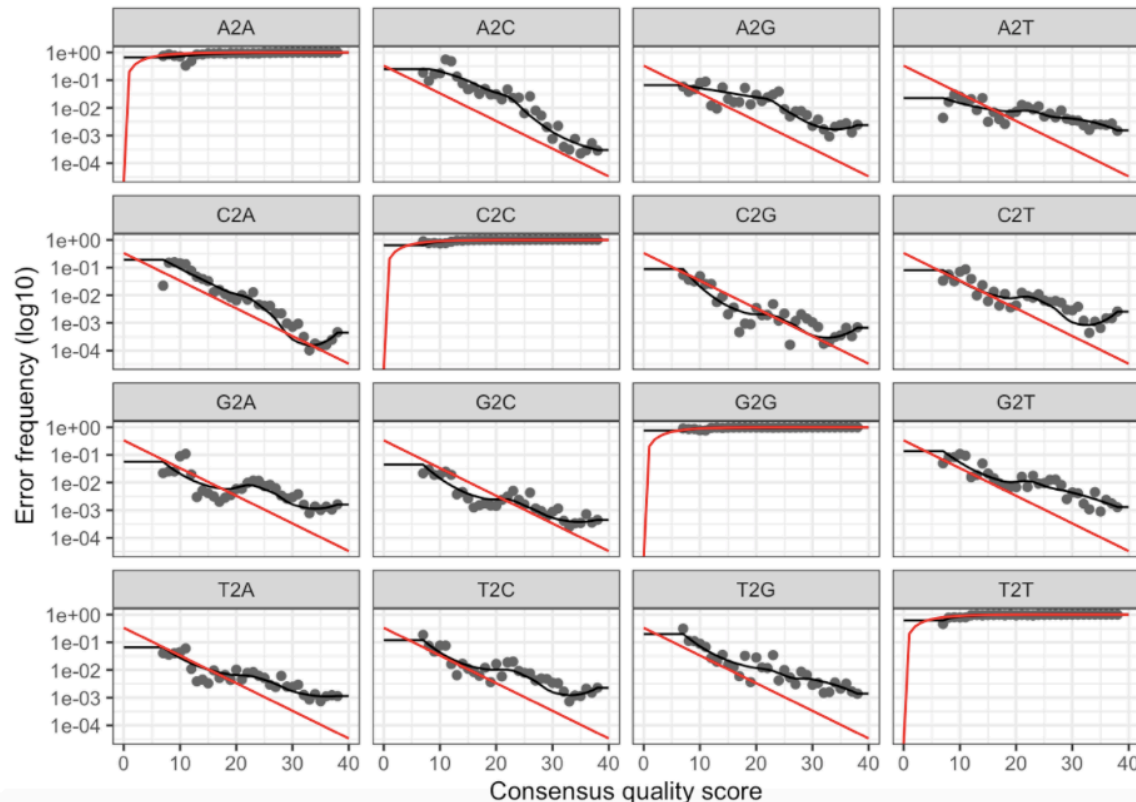 A2A A2C A2G A2T
1e+00
1e-01
1e-02
1e-03
1e-04
C2A C2C C2G C2T
1e+00
1e-01
1e-02
1e-03
1e-04
G2A G2C G2G G2T
1e+00
1e-01
1e-02
1e-03
1e-04
T2A T2C T2G T2T
1e+00
1e-01
1e-02
1e-03
1e-04
0 10 20 30 40 0 10 20 30 40 0 10 20 30 40 0 10 20 30 40
Consensus quality score
Error frequency (log10)